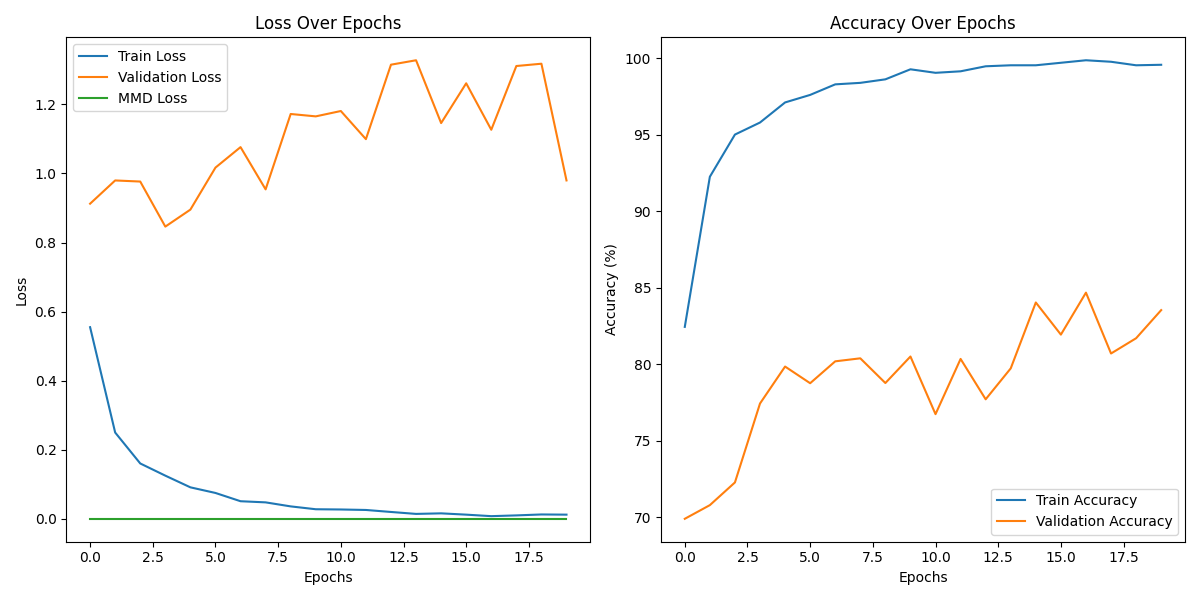 Loss Over Epochs
Train Loss
Validation Loss
MMD Loss
1.2
1.0
0.8
0.6
0.4
0.2
0.0
Loss
0.0 2.5 5.0 7.5 10.0 12.5 15.0 17.5
Epochs
Accuracy Over Epochs
100
95
90
85
80
75
70
Accuracy (%)
Train Accuracy
Validation Accuracy
0.0 2.5 5.0 7.5 10.0 12.5 15.0 17.5
Epochs